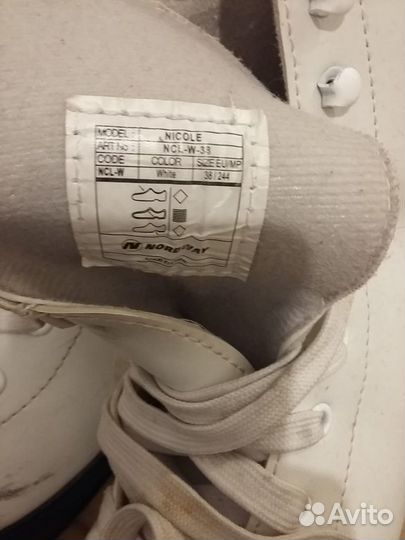 MODEL : NICOLE
ART No : NCL-W-38
CODE COLOR SIZE EU/MP
NCL-W White 38 / 244
NORDWAY
Avito